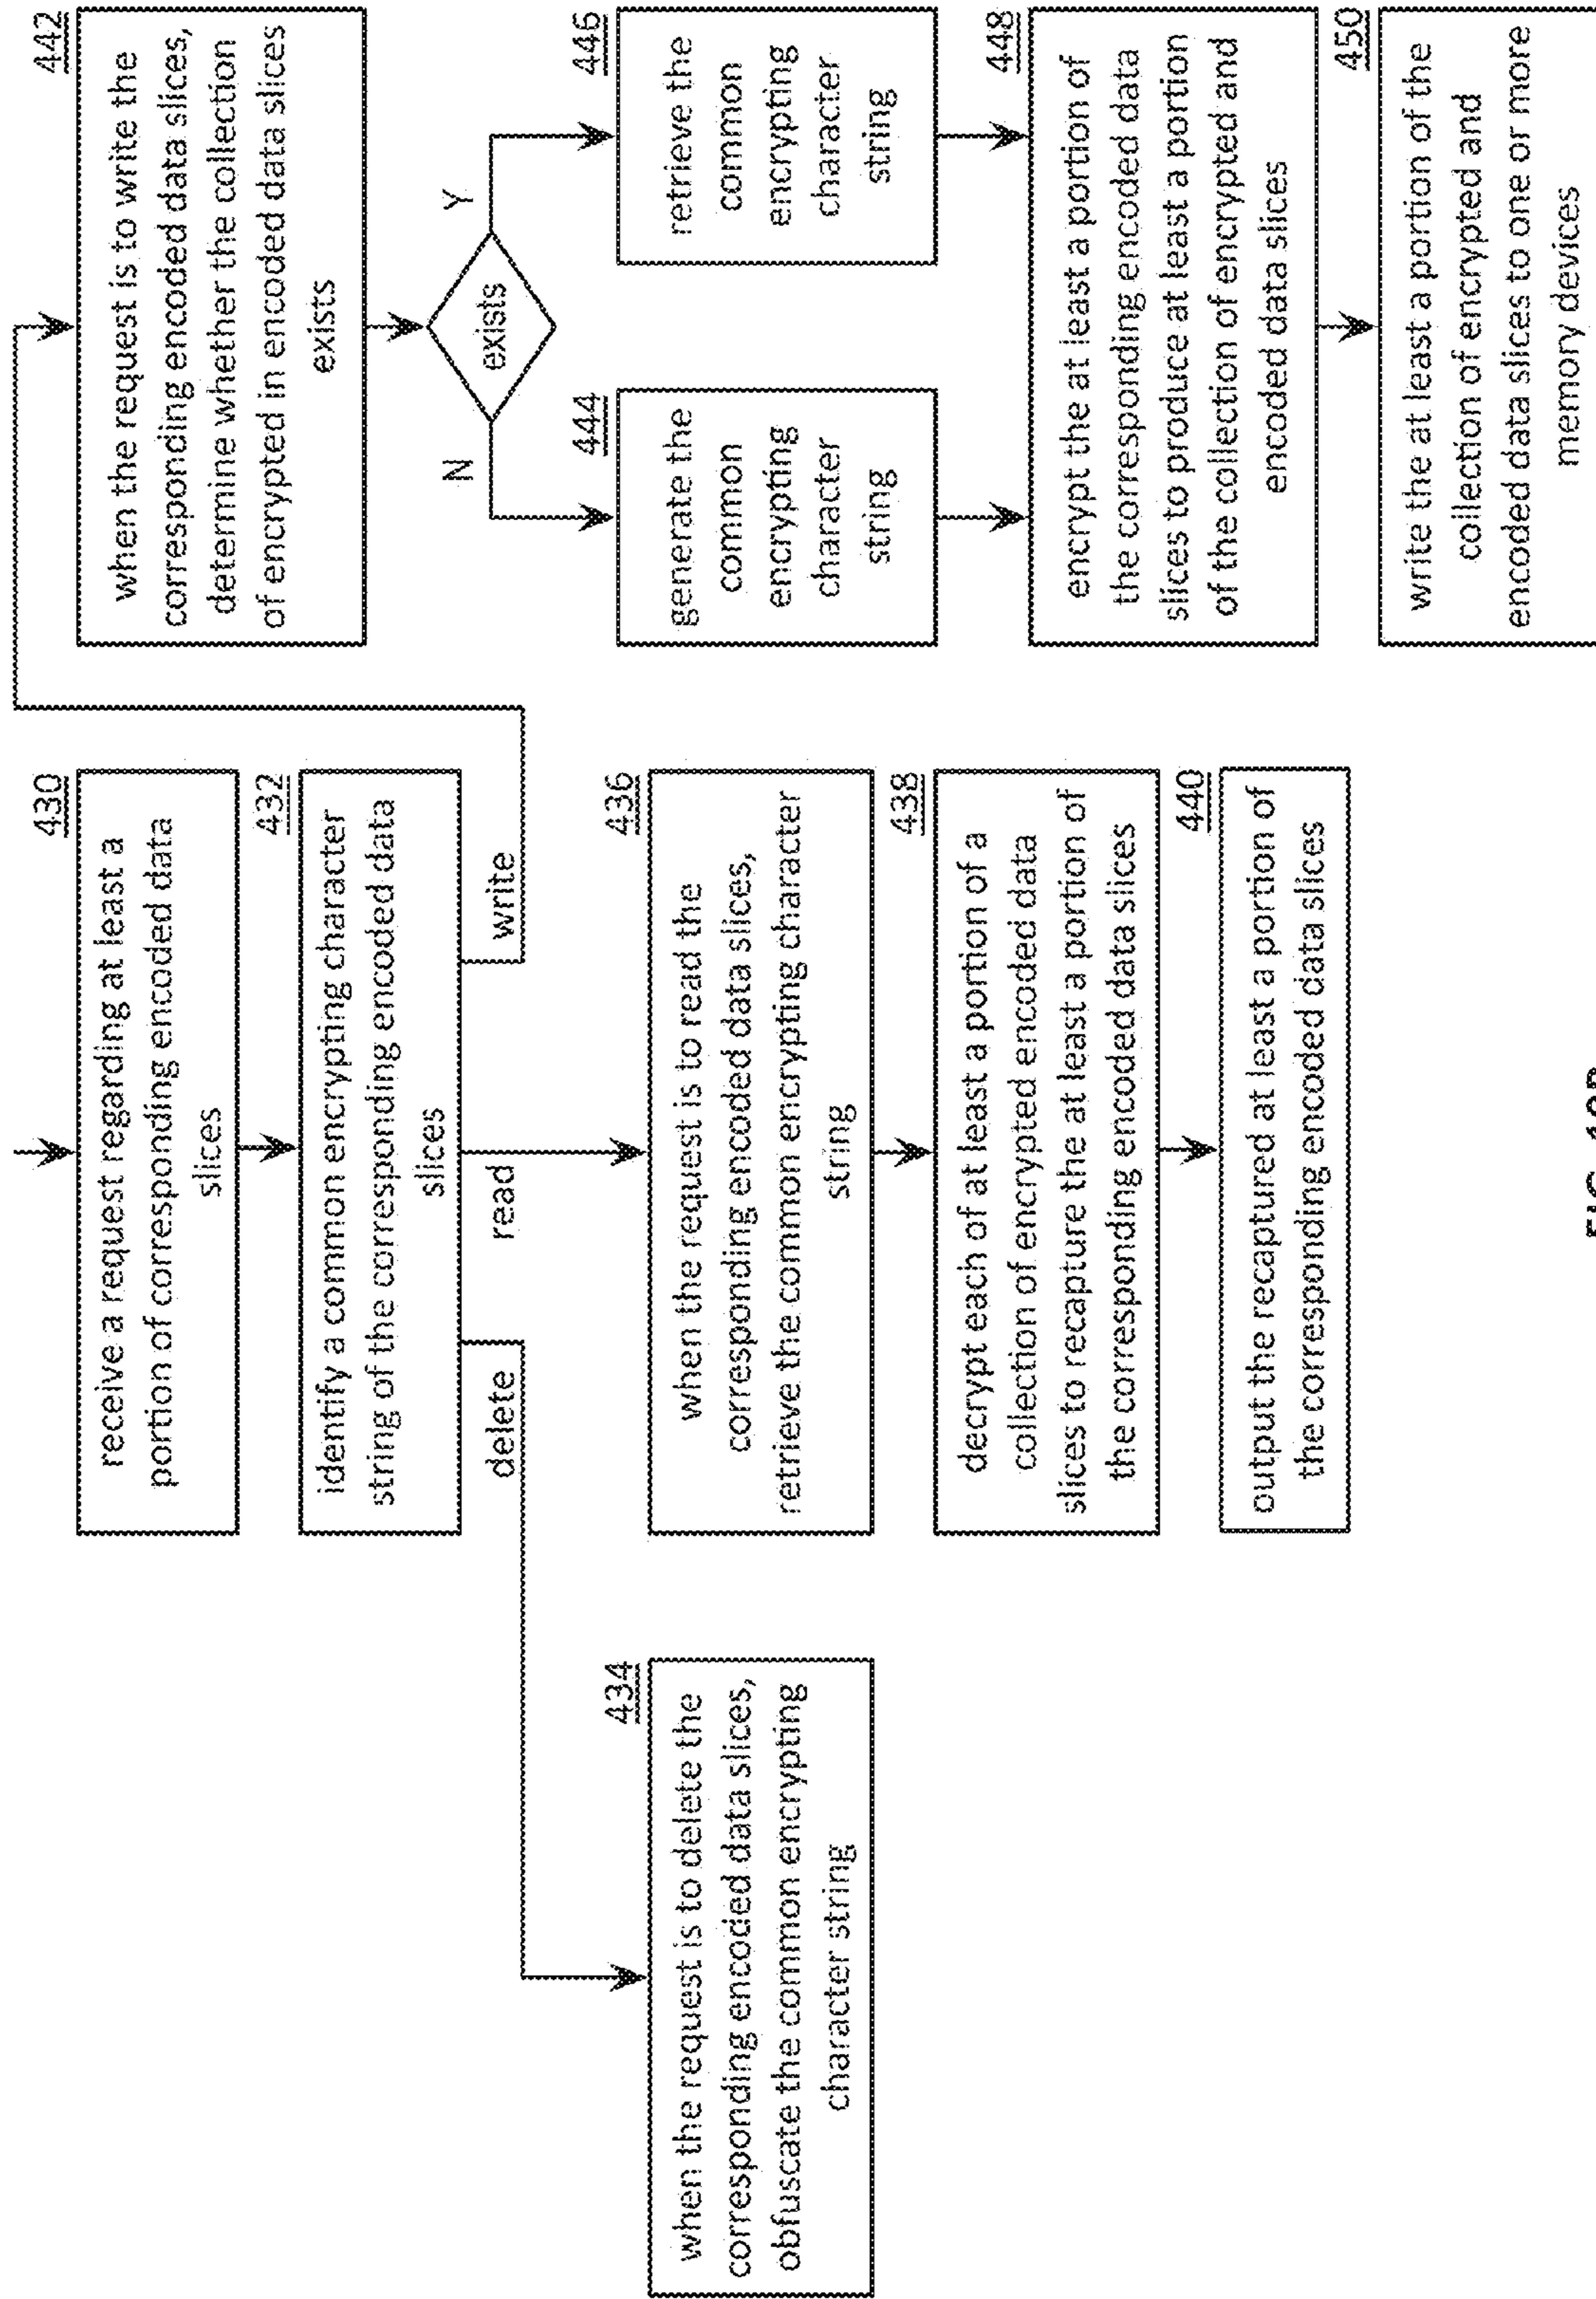 430
receive a request regarding at least a
portion of corresponding encoded data
slices
432
identify a common encrypting character
string of the corresponding encoded data
slices
delete
read
write
434
when the request is to delete the
corresponding encoded data slices,
obfuscate the common encrypting
character string
436
when the request is to read the
corresponding encoded data slices,
retrieve the common encrypting character
string
438
decrypt each of at least a portion of a
collection of encrypted encoded data
slices to recapture the at least a portion of
the corresponding encoded data slices
440
output the recaptured at least a portion of
the corresponding encoded data slices
442
when the request is to write the
corresponding encoded data slices,
determine whether the collection
of encrypted in encoded data slices
exists
exists
N
Y
444
generate the
common
encrypting
character
string
446
retrieve the
common
encrypting
character
string
448
encrypt the at least a portion of
the corresponding encoded data
slices to produce at least a portion
of the collection of encrypted and
encoded data slices
450
write the at least a portion of the
collection of encrypted and
encoded data slices to one or more
memory devices
FIG.